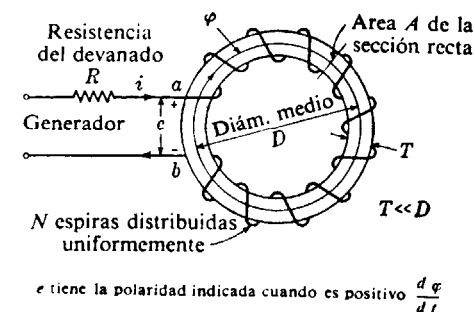 Resistencia
del devanado
R
i
a
+
Generador
e
-
b
φ
Area A de la
sección recta
Diám. medio
D
T
T<<D
N espiras distribuidas
uniformemente
e tiene la polaridad indicada cuando es positivo dφ/dt